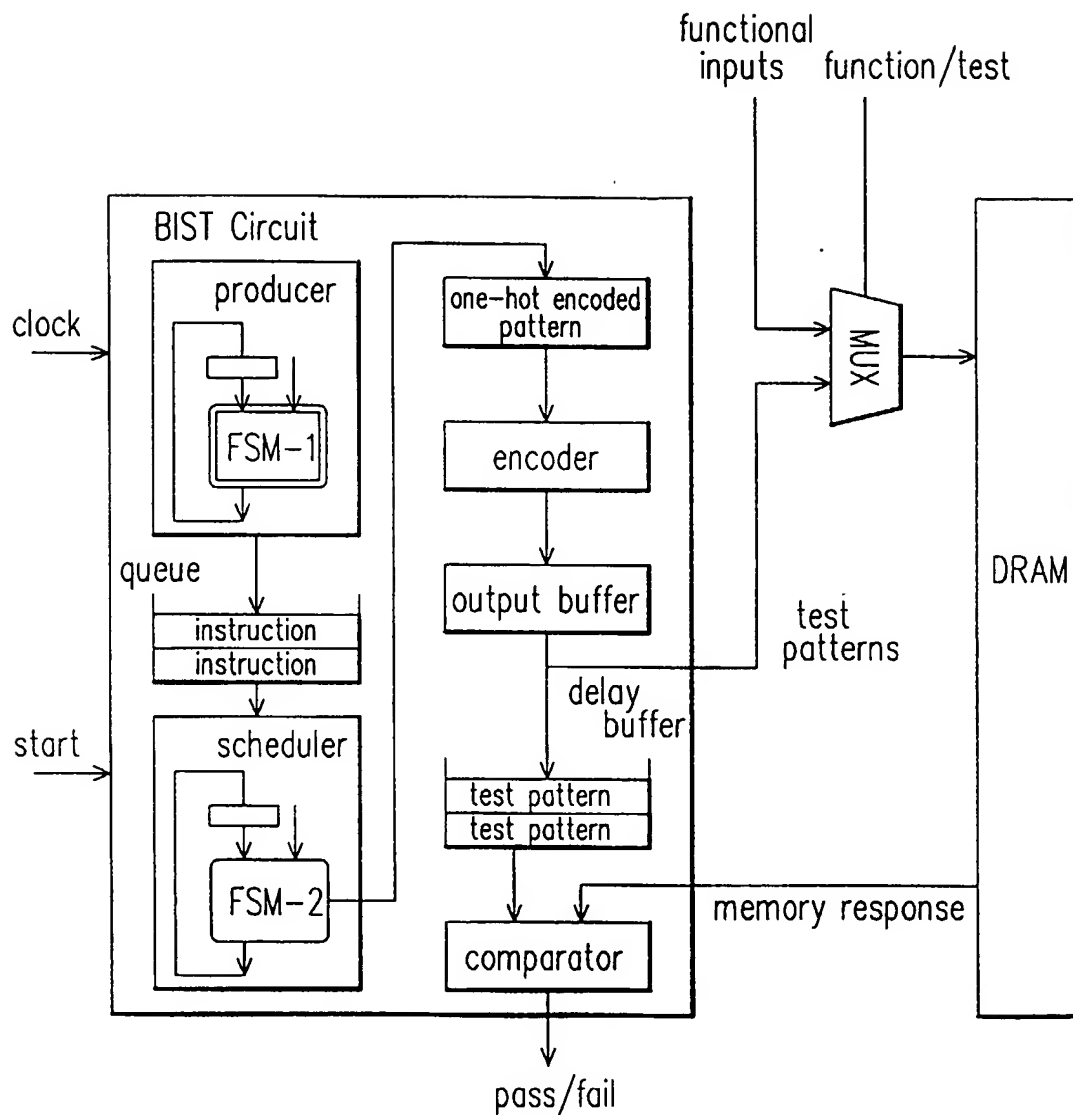 functional
inputs
function/test
BIST Circuit
producer
clock
FSM-1
queue
instruction
instruction
start
scheduler
FSM-2
one-hot encoded
pattern
encoder
output buffer
delay
buffer
test pattern
test pattern
comparator
pass/fail
MUX
test
patterns
memory response
DRAM